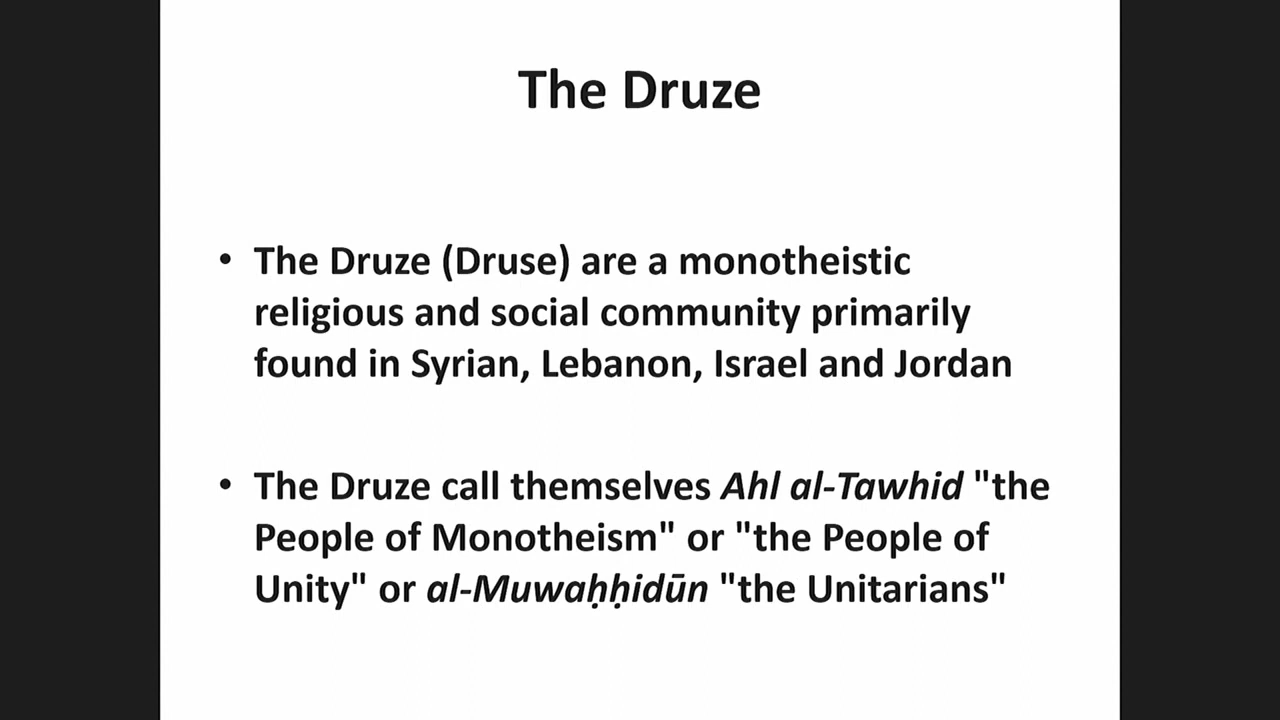 The Druze
• The Druze (Druse) are a monotheistic
religious and social community primarily
found in Syrian, Lebanon, Israel and Jordan
• The Druze call themselves Ahl al-Tawhid "the
People of Monotheism" or "the People of
Unity" or al-Muwaḥḥidūn "the Unitarians"